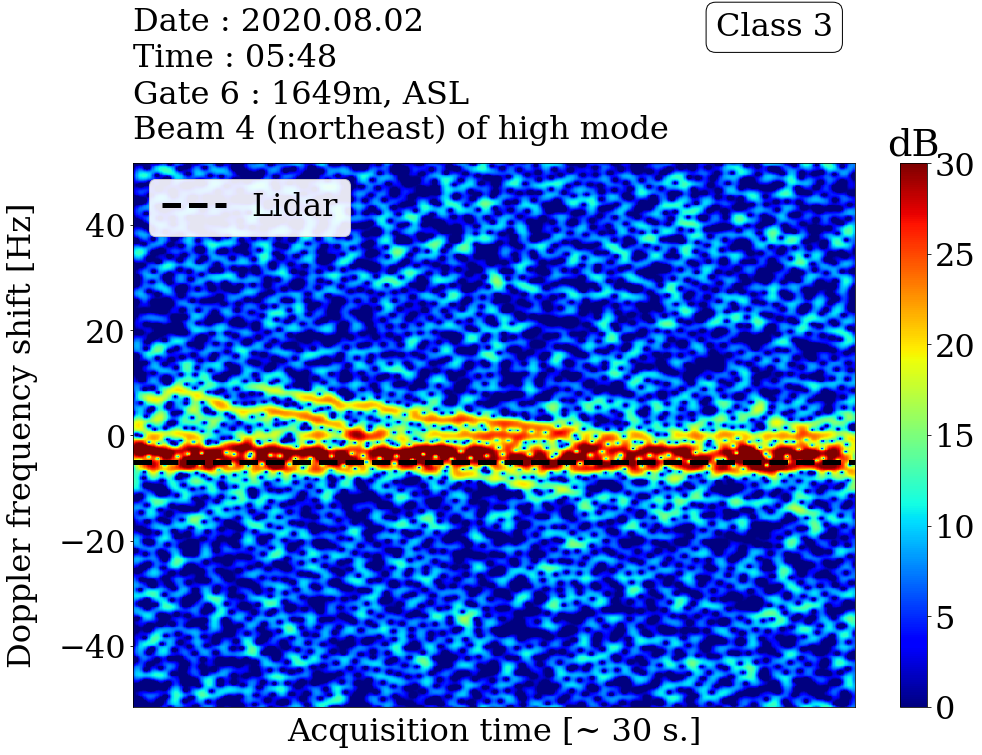 Date : 2020.08.02
Time : 05:48
Gate 6 : 1649m, ASL
Beam 4 (northeast) of high mode
Class 3
dB
Lidar
Doppler frequency shift [Hz]
40
20
0
−20
−40
Acquisition time [~ 30 s.]
30
25
20
15
10
5
0